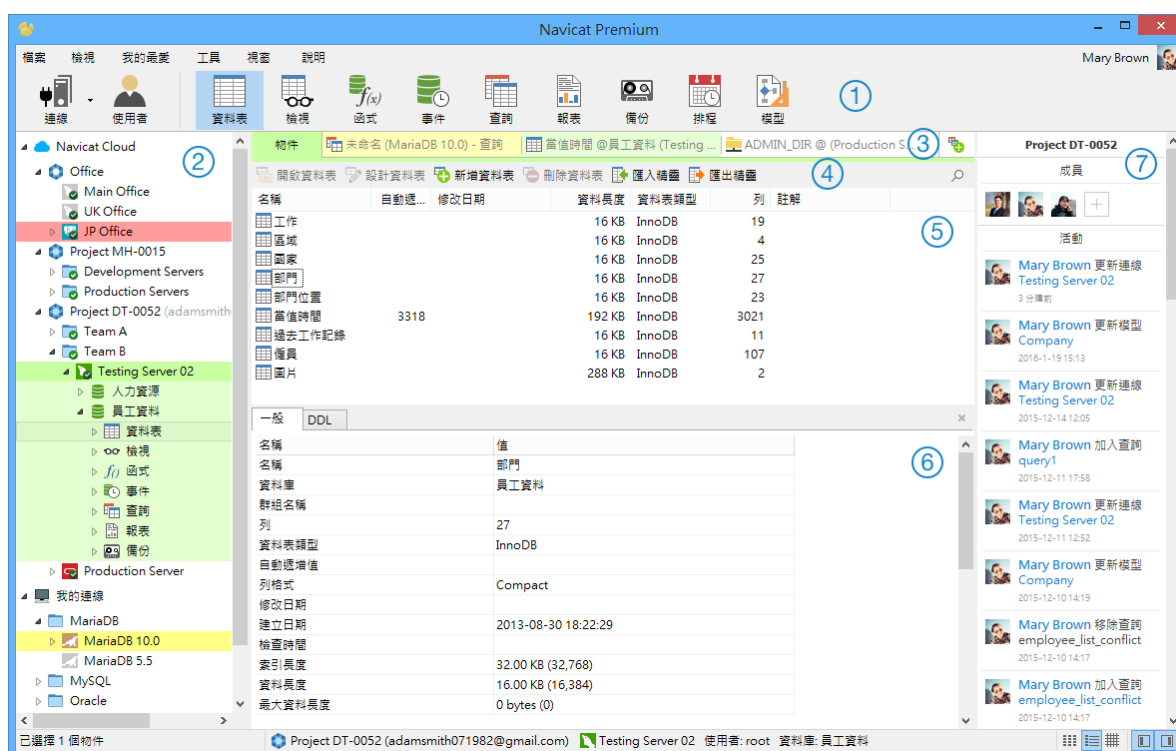 Navicat Premium
檔案 檢視 我的最愛 工具 視窗 說明
Mary Brown
連線 使用者 資料表 檢視 函式 事件 查詢 報表 備份 排程 模型
f(x)
①
Navicat Cloud
②
Office
Main Office
UK Office
JP Office
Project MH-0015
Development Servers
Production Servers
Project DT-0052 (adamsmith
Team A
Team B
Testing Server 02
人力資源
員工資料
資料表
檢視
f() 函式
事件
查詢
報表
備份
Production Server
我的連線
MariaDB
MariaDB 10.0
MariaDB 5.5
MySQL
Oracle
物件 未命名 (MariaDB 10.0) - 查詢 當值時間 @員工資料 (Testing ... ADMIN_DIR @ (Production S...
③
開啟資料表 設計資料表 新增資料表 刪除資料表 匯入精靈 匯出精靈
④
名稱 自動遞... 修改日期 資料長度 資料表類型 列 註解
⑤
工作 16 KB InnoDB 19
區域 16 KB InnoDB 4
國家 16 KB InnoDB 25
部門 16 KB InnoDB 27
部門位置 16 KB InnoDB 23
當值時間 3318 192 KB InnoDB 3021
過去工作記錄 16 KB InnoDB 11
僱員 16 KB InnoDB 107
圖片 288 KB InnoDB 2
一般 DDL
⑥
名稱 值
名稱 部門
資料庫 員工資料
群組名稱
列 27
資料表類型 InnoDB
自動遞增值
列格式 Compact
修改日期
建立日期 2013-08-30 18:22:29
檢查時間
索引長度 32.00 KB (32,768)
資料長度 16.00 KB (16,384)
最大資料長度 0 bytes (0)
Project DT-0052
⑦
成員
活動
Mary Brown 更新連線
Testing Server 02
3 分鐘前
Mary Brown 更新模型
Company
2016-1-19 15:13
Mary Brown 更新連線
Testing Server 02
2015-12-14 12:05
Mary Brown 加入查詢
query1
2015-12-11 17:58
Mary Brown 更新連線
Testing Server 02
2015-12-11 12:52
Mary Brown 更新模型
Company
2015-12-10 14:19
Mary Brown 移除查詢
employee_list_conflict
2015-12-10 14:17
Mary Brown 加入查詢
employee_list_conflict
2015-12-10 14:17
已選擇 1 個物件 Project DT-0052 (adamsmith071982@gmail.com) Testing Server 02 使用者: root 資料庫: 員工資料